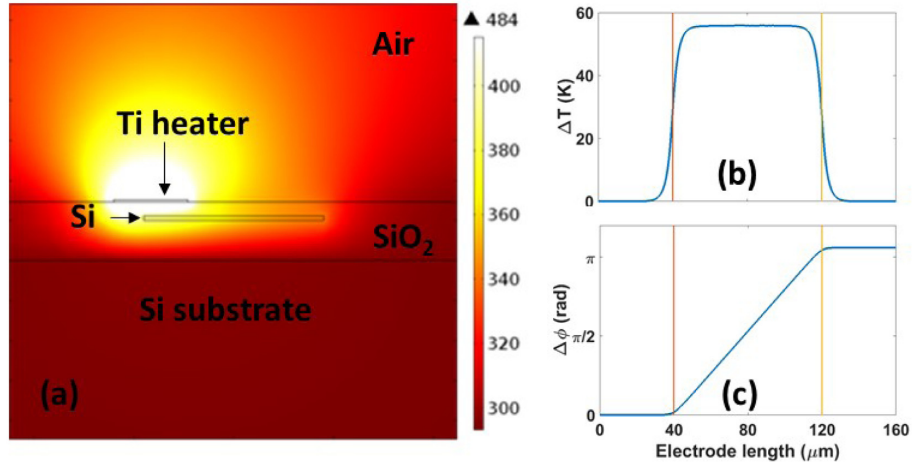 Air
Ti heater
Si
SiO₂
Si substrate
(a)
▲ 484
400
380
360
340
320
300
60
40
20
0
ΔT (K)
(b)
π
π/2
0
Δϕ (rad)
(c)
0 40 80 120 160
Electrode length (μm)